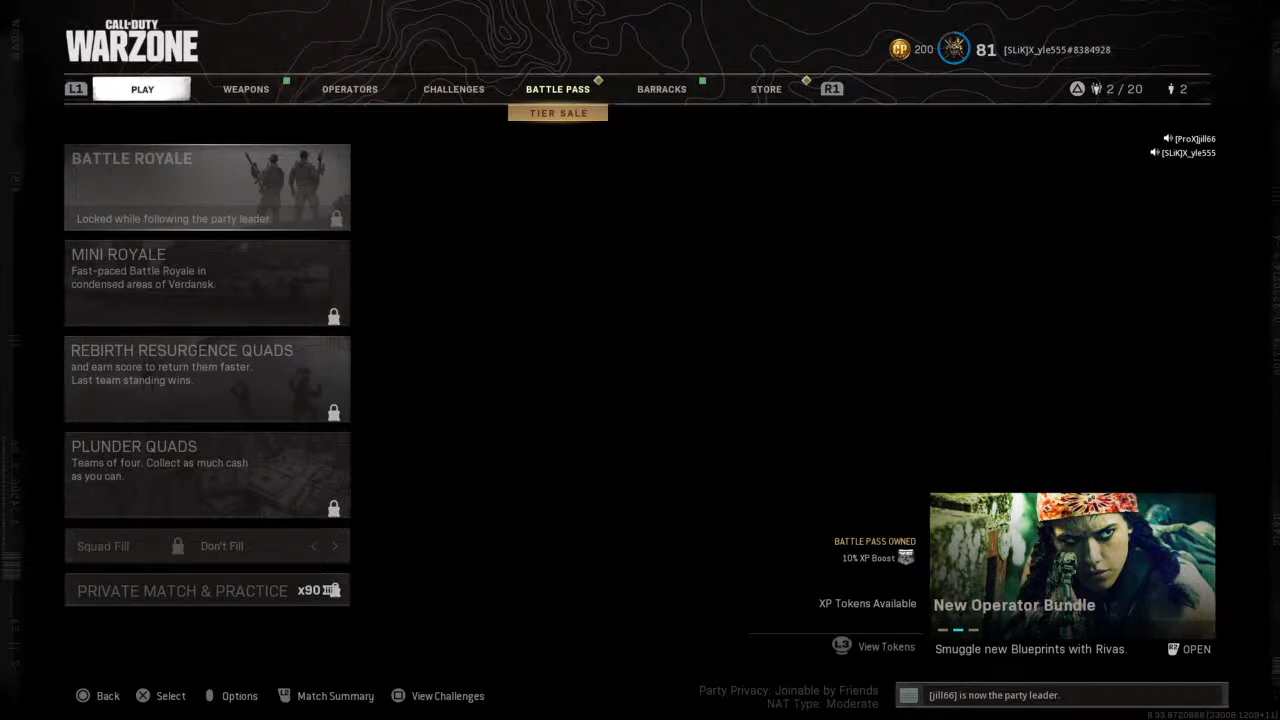 CALL OF DUTY
WARZONE
CP 200 81 [SLiK]X_yle555#8384928
L1 PLAY WEAPONS OPERATORS CHALLENGES BATTLE PASS BARRACKS STORE R1 2 / 20 2
TIER SALE
[ProX]jill66
[SLiK]X_yle555
BATTLE ROYALE
Locked while following the party leader.
MINI ROYALE
Fast-paced Battle Royale in
condensed areas of Verdansk.
REBIRTH RESURGENCE QUADS
and earn score to return them faster.
Last team standing wins.
PLUNDER QUADS
Teams of four. Collect as much cash
as you can.
Squad Fill Don't Fill
PRIVATE MATCH & PRACTICE x90
BATTLE PASS OWNED
10% XP Boost
XP Tokens Available
L3 View Tokens
New Operator Bundle
Smuggle new Blueprints with Rivas. R2 OPEN
Back Select Options L2 Match Summary View Challenges
Party Privacy: Joinable by Friends
NAT Type: Moderate
[jill66] is now the party leader.